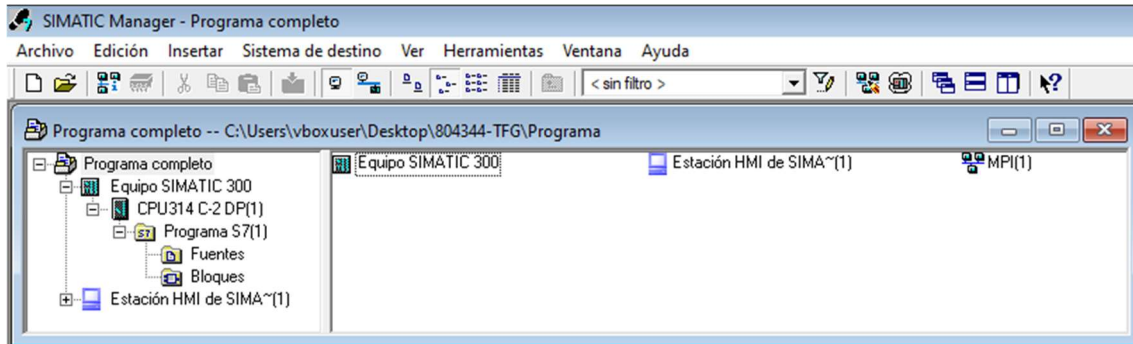 SIMATIC Manager - Programa completo
Archivo Edición Insertar Sistema de destino Ver Herramientas Ventana Ayuda
< sin filtro >
Programa completo -- C:\Users\vboxuser\Desktop\804344-TFG\Programa
Programa completo
Equipo SIMATIC 300
CPU314 C-2 DP(1)
Programa S7(1)
Fuentes
Bloques
Estación HMI de SIMA~(1)
Equipo SIMATIC 300 Estación HMI de SIMA~(1) MPI(1)